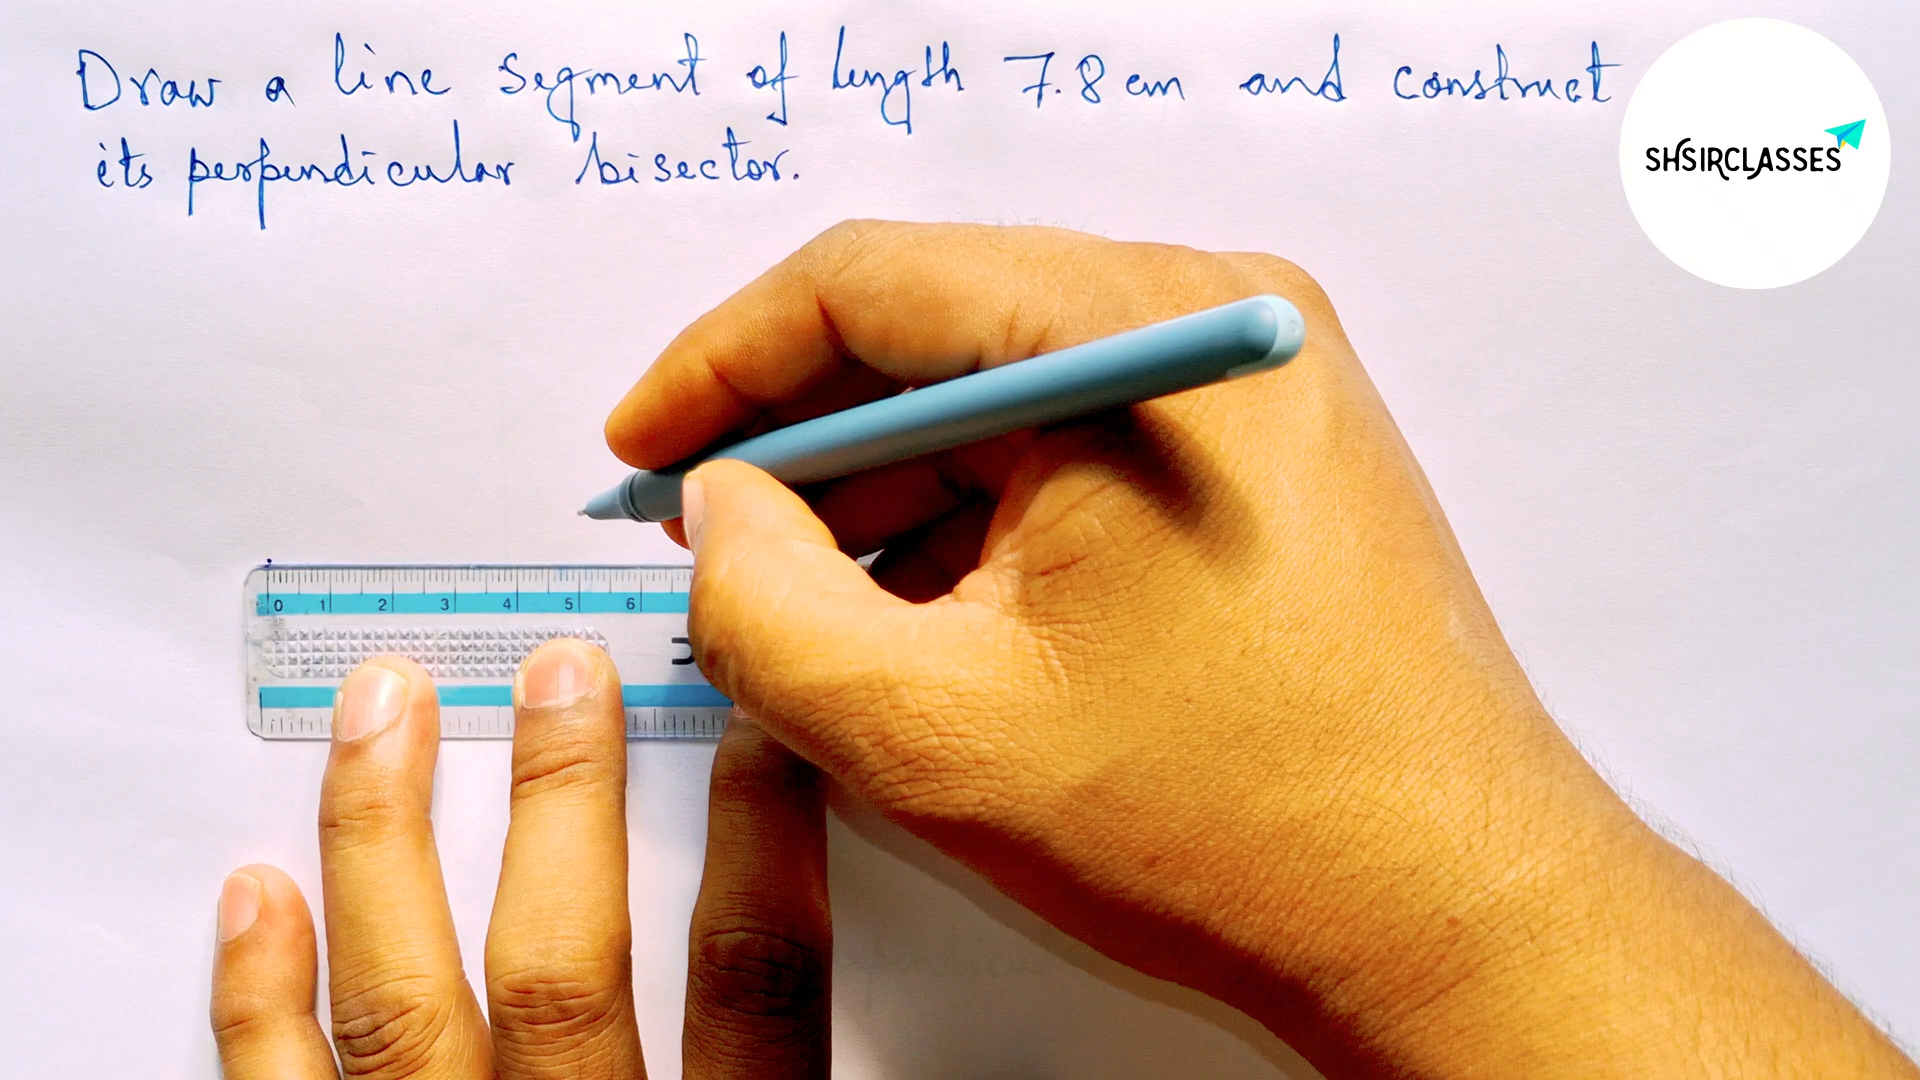 Draw a line segment of length 7.8 cm and construct
its perpendicular bisector.
SHSIRCLASSES
0 1 2 3 4 5 6